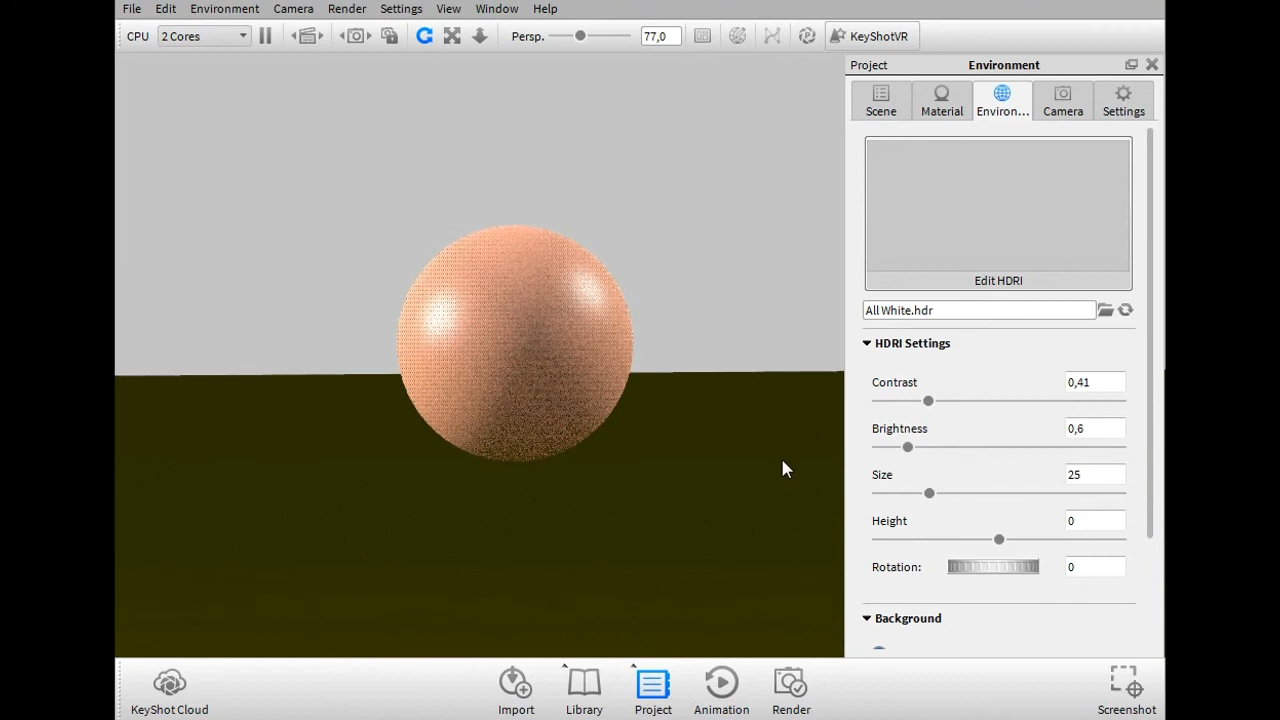 File Edit Environment Camera Render Settings View Window Help
CPU 2 Cores Persp. 77,0 KeyShotVR
Project Environment
Scene Material Environ... Camera Settings
Edit HDRI
All White.hdr
HDRI Settings
Contrast 0,41
Brightness 0,6
Size 25
Height 0
Rotation: 0
Background
KeyShot Cloud Import Library Project Animation Render Screenshot